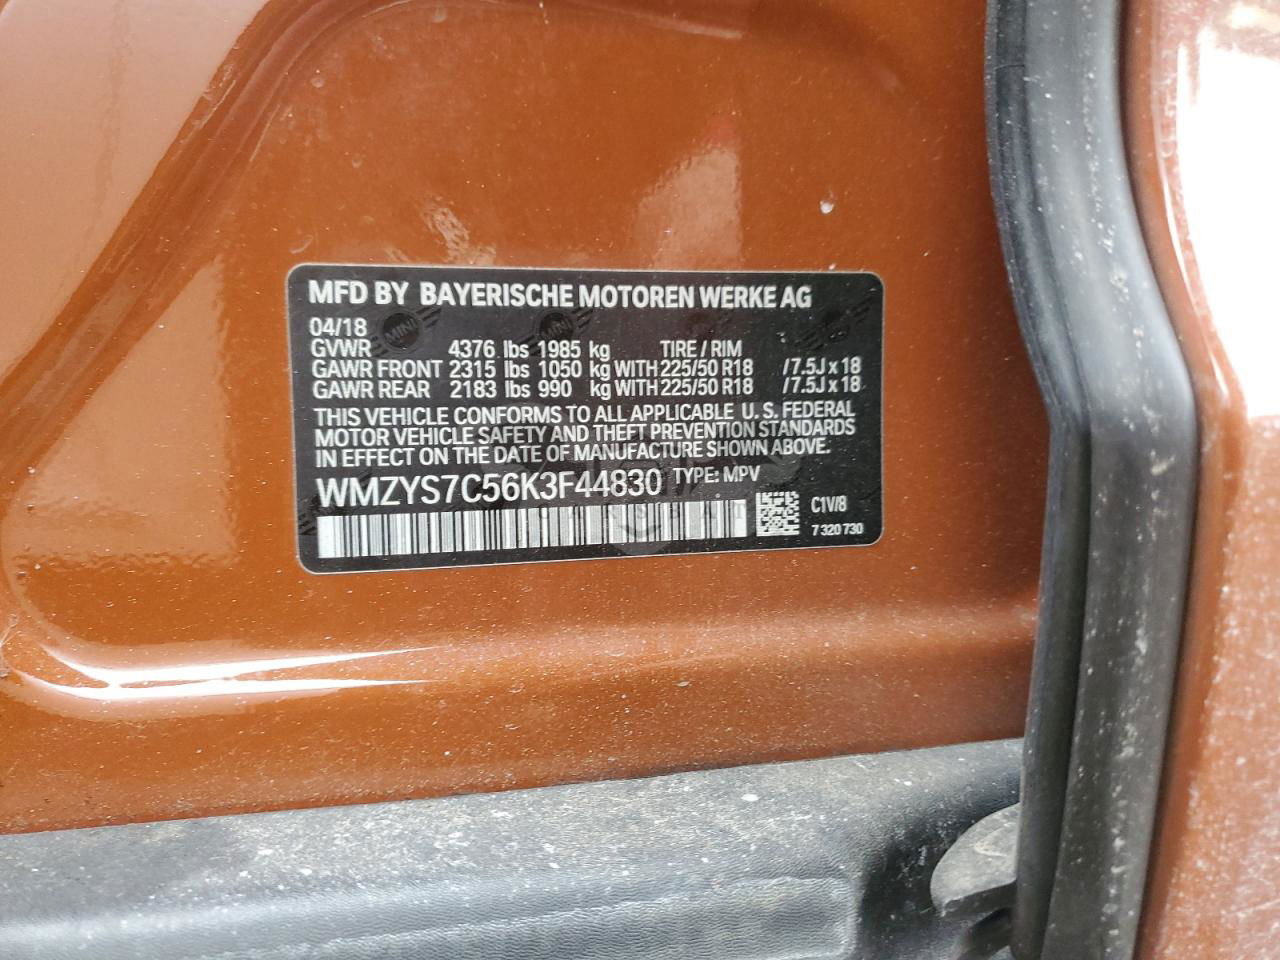 MFD BY BAYERISCHE MOTOREN WERKE AG
04/18
GVWR 4376 lbs 1985 kg TIRE / RIM
GAWR FRONT 2315 lbs 1050 kg WITH 225/50 R18 / 7.5J x 18
GAWR REAR 2183 lbs 990 kg WITH 225/50 R18 / 7.5J x 18
THIS VEHICLE CONFORMS TO ALL APPLICABLE U. S. FEDERAL
MOTOR VEHICLE SAFETY AND THEFT PREVENTION STANDARDS
IN EFFECT ON THE DATE OF MANUFACTURE SHOWN ABOVE.
WMZYS7C56K3F44830 TYPE: MPV
C1V/8
7 320 730
MINI